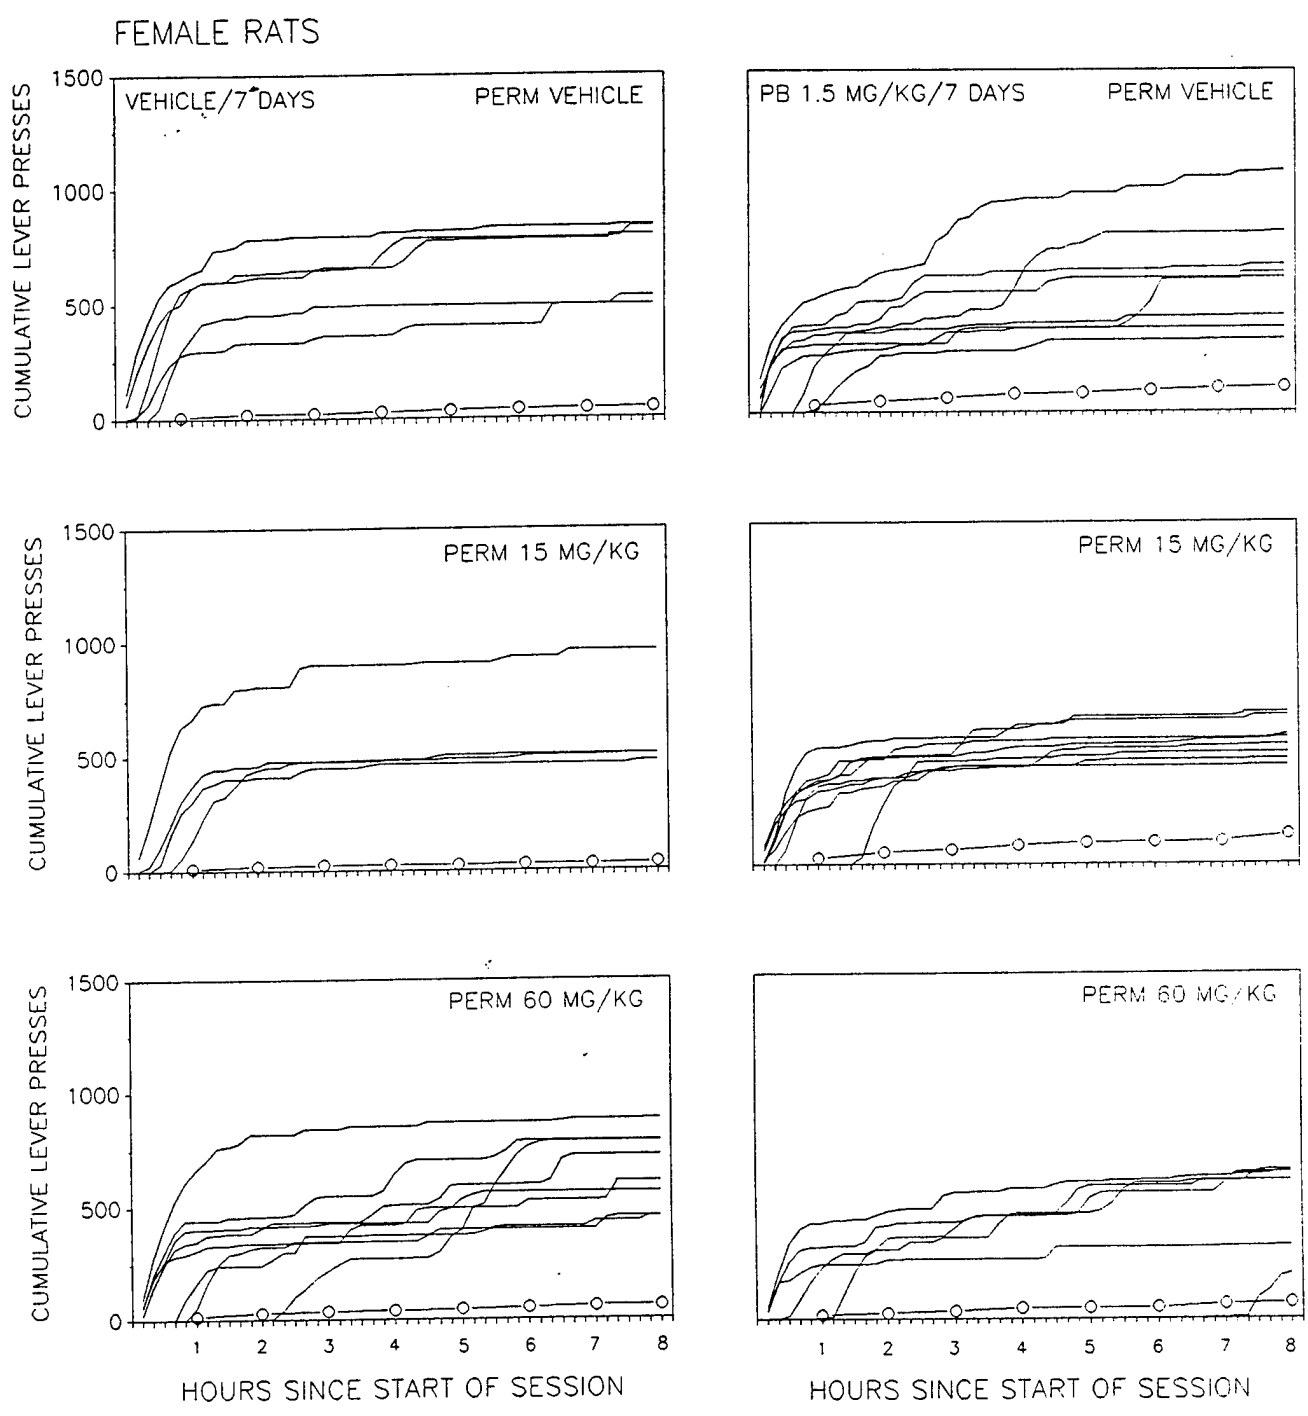 FEMALE RATS
1500
1000
500
0
CUMULATIVE LEVER PRESSES
VEHICLE/7 DAYS PERM VEHICLE
PB 1.5 MG/KG/7 DAYS PERM VEHICLE
1500
1000
500
0
CUMULATIVE LEVER PRESSES
PERM 15 MG/KG
PERM 15 MG/KG
1500
1000
500
0
CUMULATIVE LEVER PRESSES
PERM 60 MG/KG
PERM 60 MG/KG
1 2 3 4 5 6 7 8
1 2 3 4 5 6 7 8
HOURS SINCE START OF SESSION
HOURS SINCE START OF SESSION